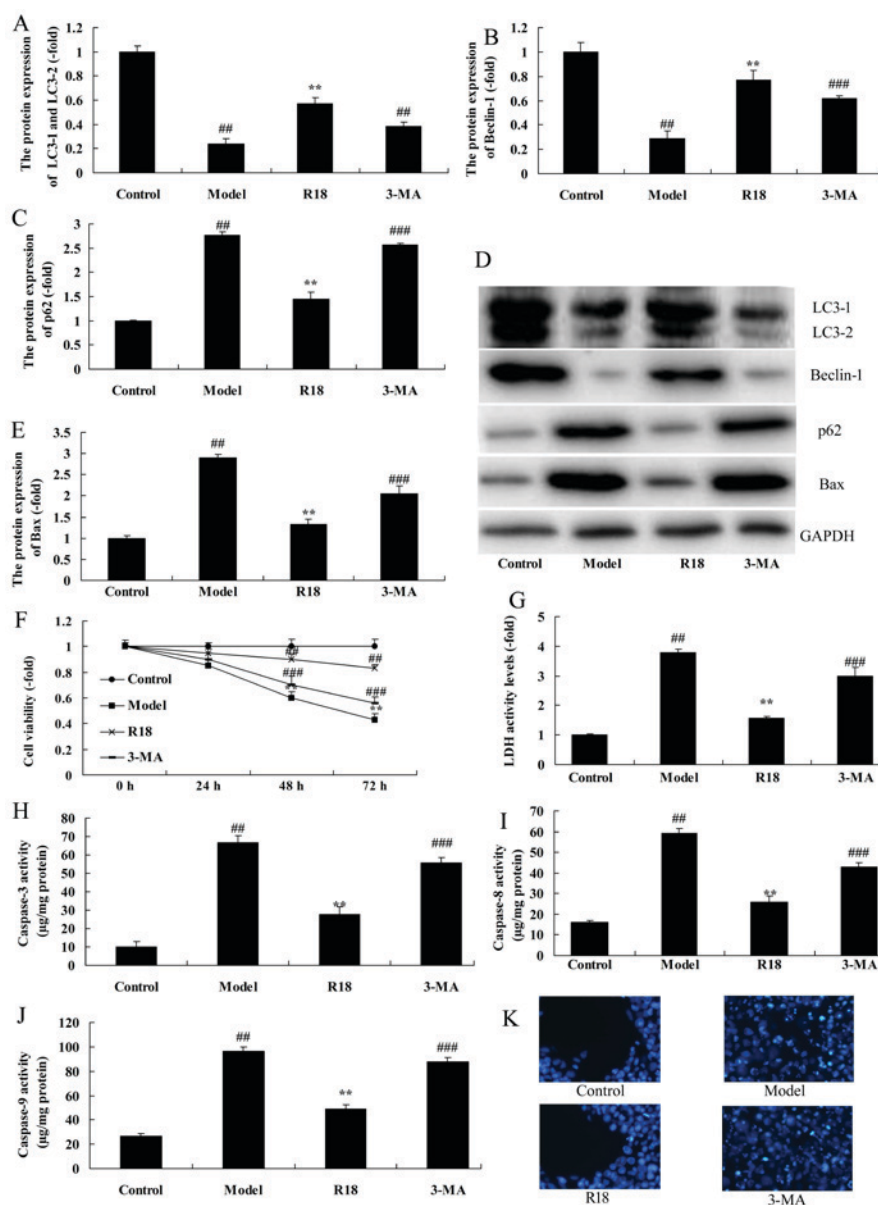 A
The protein expression
of LC3-1 and LC3-2 (-fold)
1.2
1
0.8
0.6
0.4
0.2
0
##
**
##
Control
Model
R18
3-MA
B
The protein expression
of Beclin-1 (-fold)
1.2
1
0.8
0.6
0.4
0.2
0
##
**
###
Control
Model
R18
3-MA
C
The protein expression
of p62 (-fold)
3
2.5
2
1.5
1
0.5
0
##
**
###
Control
Model
R18
3-MA
D
LC3-1
LC3-2
Beclin-1
p62
Bax
GAPDH
Control
Model
R18
3-MA
E
The protein expression
of Bax (-fold)
3.5
3
2.5
2
1.5
1
0.5
0
##
**
###
Control
Model
R18
3-MA
F
Cell viability (-fold)
1.2
1
0.8
0.6
0.4
0.2
0
Control
Model
R18
3-MA
##
##
###
**
###
**
0 h
24 h
48 h
72 h
G
LDH activity levels (-fold)
5
4
3
2
1
0
##
**
###
Control
Model
R18
3-MA
H
Caspase-3 activity
(µg/mg protein)
80
70
60
50
40
30
20
10
0
##
**
###
Control
Model
R18
3-MA
I
Caspase-8 activity
(µg/mg protein)
70
60
50
40
30
20
10
0
##
**
###
Control
Model
R18
3-MA
J
Caspase-9 activity
(µg/mg protein)
120
100
80
60
40
20
0
##
**
###
Control
Model
R18
3-MA
K
Control
Model
R18
3-MA